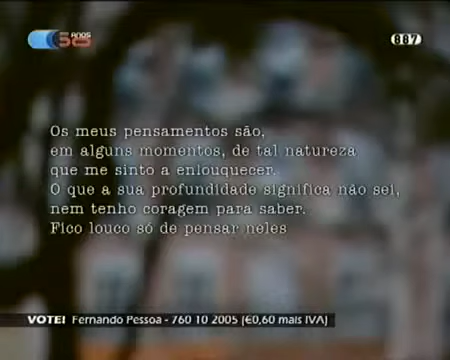 50 ANOS
887
Os meus pensamentos são,
em alguns momentos, de tal natureza
que me sinto a enlouquecer.
O que a sua profundidade significa não sei,
nem tenho coragem para saber.
Fico louco só de pensar neles
VOTE! Fernando Pessoa - 760 10 2005 (€0,60 mais IVA)